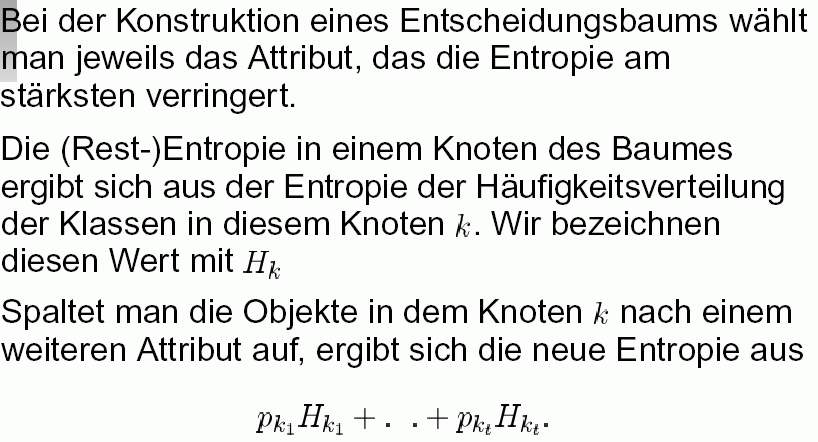 Bei der Konstruktion eines Entscheidungsbaums wählt
man jeweils das Attribut, das die Entropie am
stärksten verringert.
Die (Rest-)Entropie in einem Knoten des Baumes
ergibt sich aus der Entropie der Häufigkeitsverteilung
der Klassen in diesem Knoten k. Wir bezeichnen
diesen Wert mit H_k
Spaltet man die Objekte in dem Knoten k nach einem
weiteren Attribut auf, ergibt sich die neue Entropie aus
p_{k_1}H_{k_1} + . . . + p_{k_t}H_{k_t}.